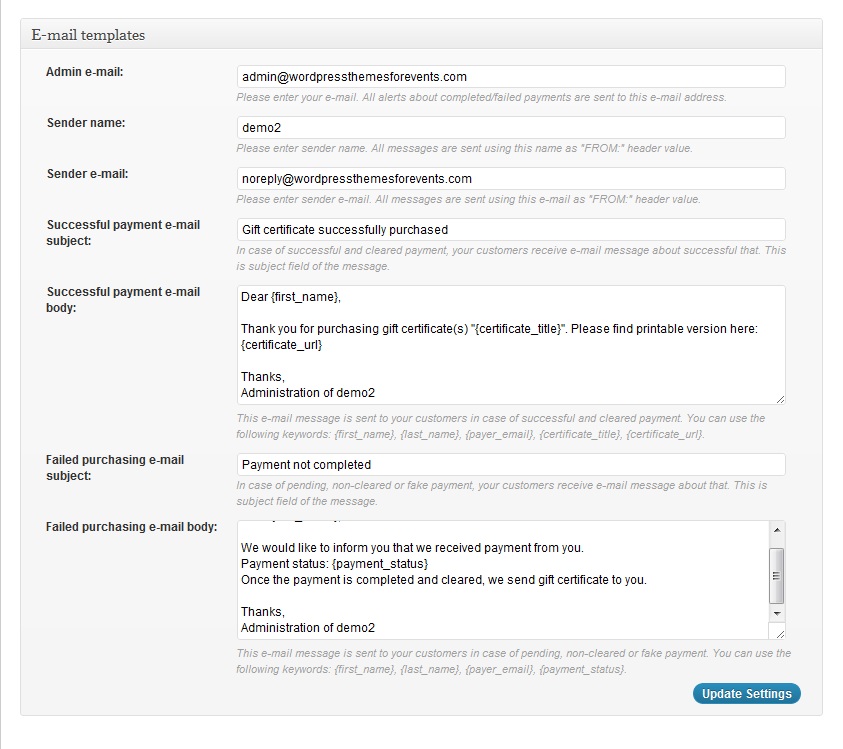 E-mail templates
Admin e-mail:
admin@wordpressthemesforevents.com
Please enter your e-mail. All alerts about completed/failed payments are sent to this e-mail address.
Sender name:
demo2
Please enter sender name. All messages are sent using this name as "FROM:" header value.
Sender e-mail:
noreply@wordpressthemesforevents.com
Please enter sender e-mail. All messages are sent using this e-mail as "FROM:" header value.
Successful payment e-mail
subject:
Gift certificate successfully purchased
In case of successful and cleared payment, your customers receive e-mail message about successful that. This
is subject field of the message.
Successful payment e-mail
body:
Dear {first_name},
Thank you for purchasing gift certificate(s) "{certificate_title}". Please find printable version here:
{certificate_url}
Thanks,
Administration of demo2
This e-mail message is sent to your customers in case of successful and cleared payment. You can use the
following keywords: {first_name}, {last_name}, {payer_email}, {certificate_title}, {certificate_url}.
Failed purchasing e-mail
subject:
Payment not completed
In case of pending, non-cleared or fake payment, your customers receive e-mail message about that. This is
subject field of the message.
Failed purchasing e-mail body:
We would like to inform you that we received payment from you.
Payment status: {payment_status}
Once the payment is completed and cleared, we send gift certificate to you.
Thanks,
Administration of demo2
This e-mail message is sent to your customers in case of pending, non-cleared or fake payment. You can use the
following keywords: {first_name}, {last_name}, {payer_email}, {payment_status}.
Update Settings